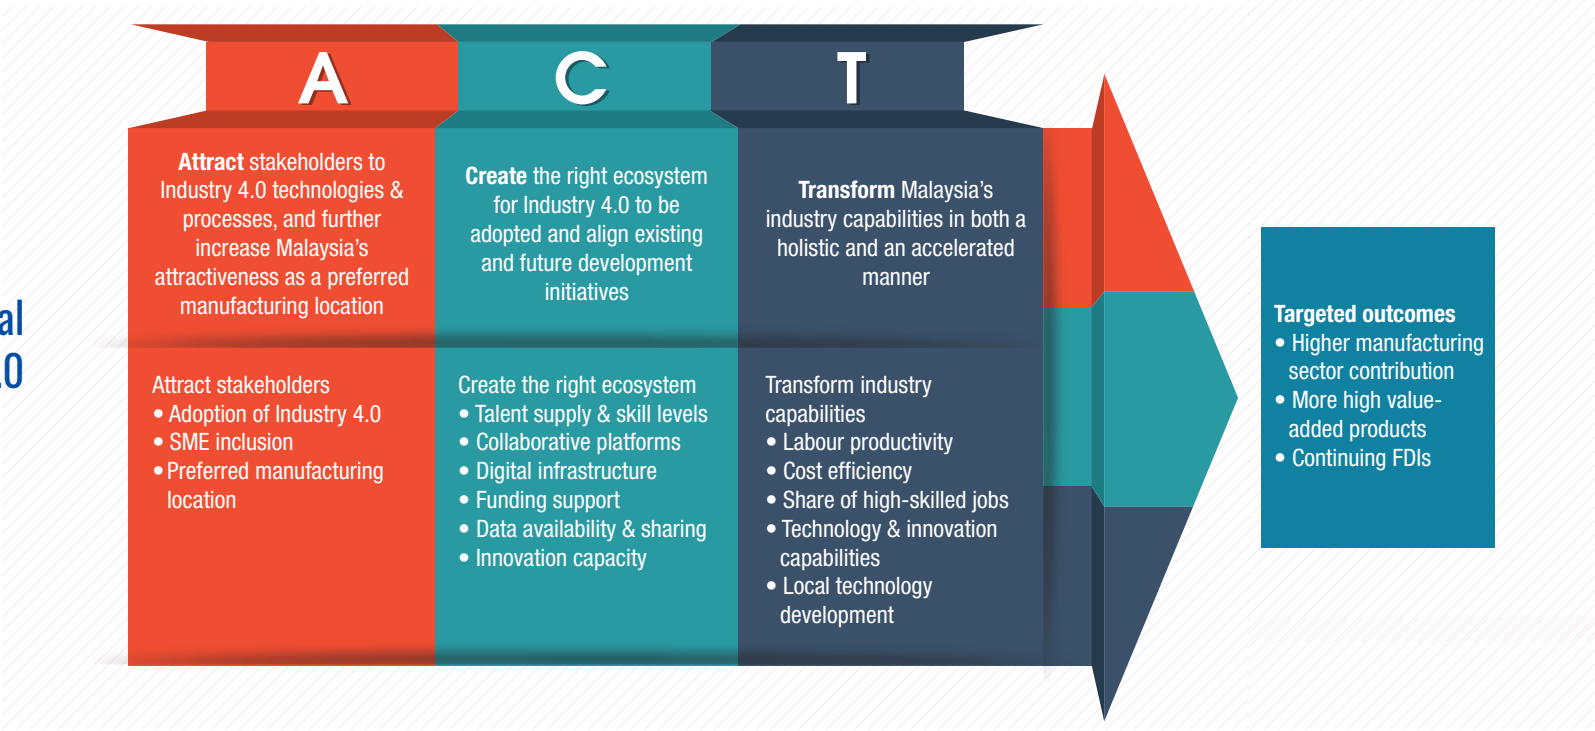 A
C
T
Attract stakeholders to
Industry 4.0 technologies &
processes, and further
increase Malaysia's
attractiveness as a preferred
manufacturing location
Create the right ecosystem
for Industry 4.0 to be
adopted and align existing
and future development
initiatives
Transform Malaysia's
industry capabilities in both a
holistic and an accelerated
manner
al
.0
Attract stakeholders
• Adoption of Industry 4.0
• SME inclusion
• Preferred manufacturing
location
Create the right ecosystem
• Talent supply & skill levels
• Collaborative platforms
• Digital infrastructure
• Funding support
• Data availability & sharing
• Innovation capacity
Transform industry
capabilities
• Labour productivity
• Cost efficiency
• Share of high-skilled jobs
• Technology & innovation
capabilities
• Local technology
development
Targeted outcomes
• Higher manufacturing
sector contribution
• More high value-
added products
• Continuing FDIs